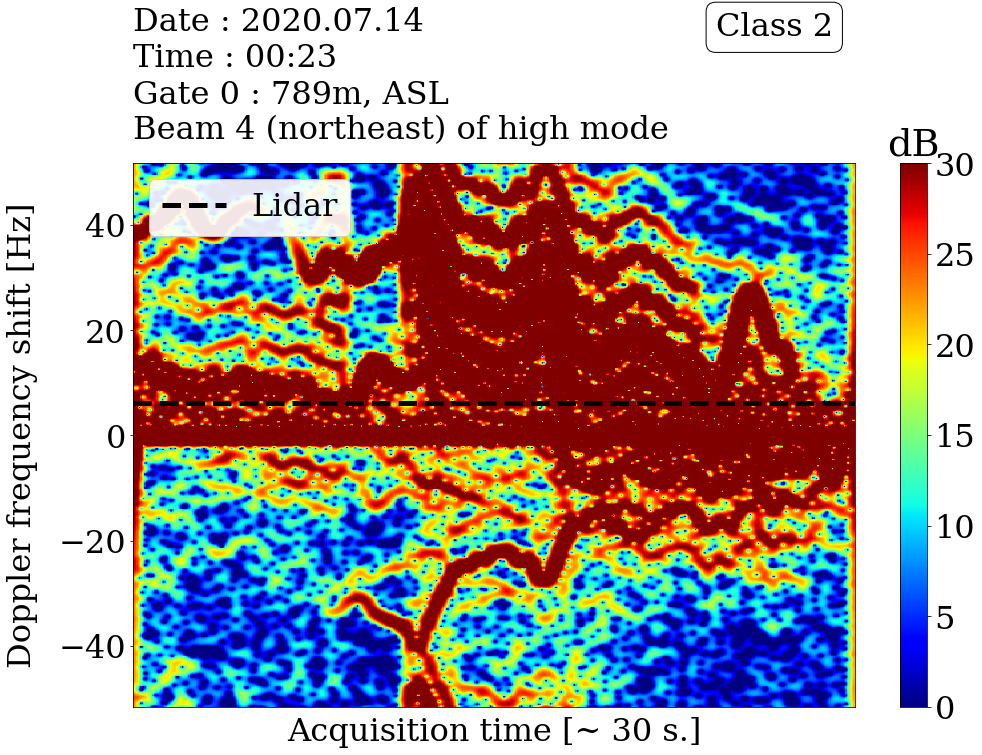 Date : 2020.07.14
Time : 00:23
Gate 0 : 789m, ASL
Beam 4 (northeast) of high mode
Class 2
dB
Lidar
Doppler frequency shift [Hz]
40
20
0
−20
−40
30
25
20
15
10
5
0
Acquisition time [~ 30 s.]